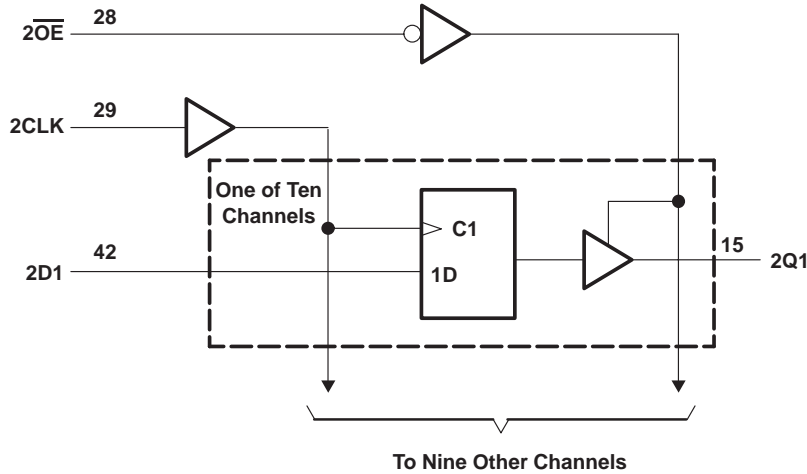 2OE 28
2CLK 29
One of Ten
Channels
C1
2D1 42
1D
15 2Q1
To Nine Other Channels